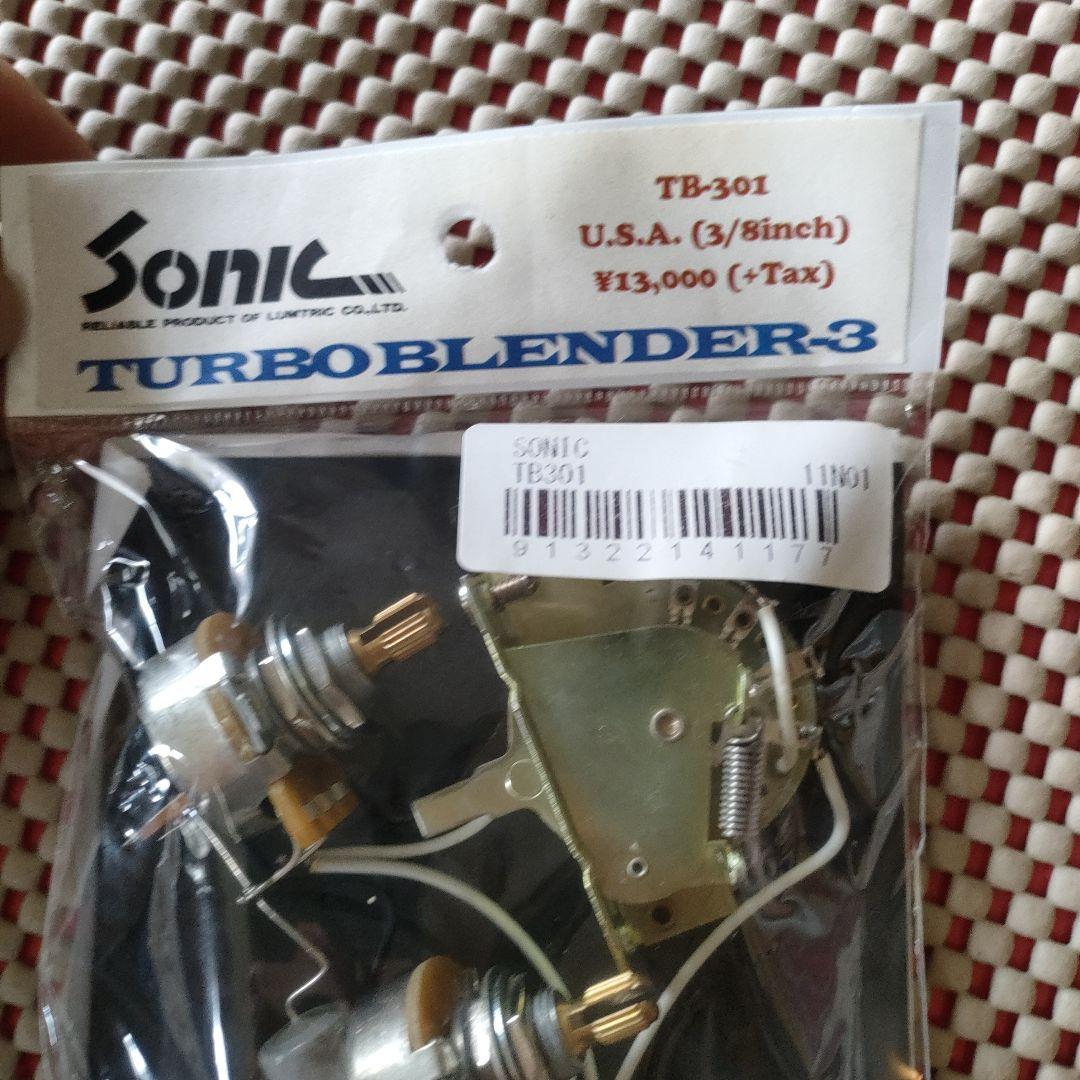 TB-301
U.S.A. (3/8inch)
¥13,000 (+Tax)
Sonic
RELIABLE PRODUCT OF LUMTRIC CO.,LTD.
TURBO BLENDER-3
SONIC
TB301 11N01
91322141177